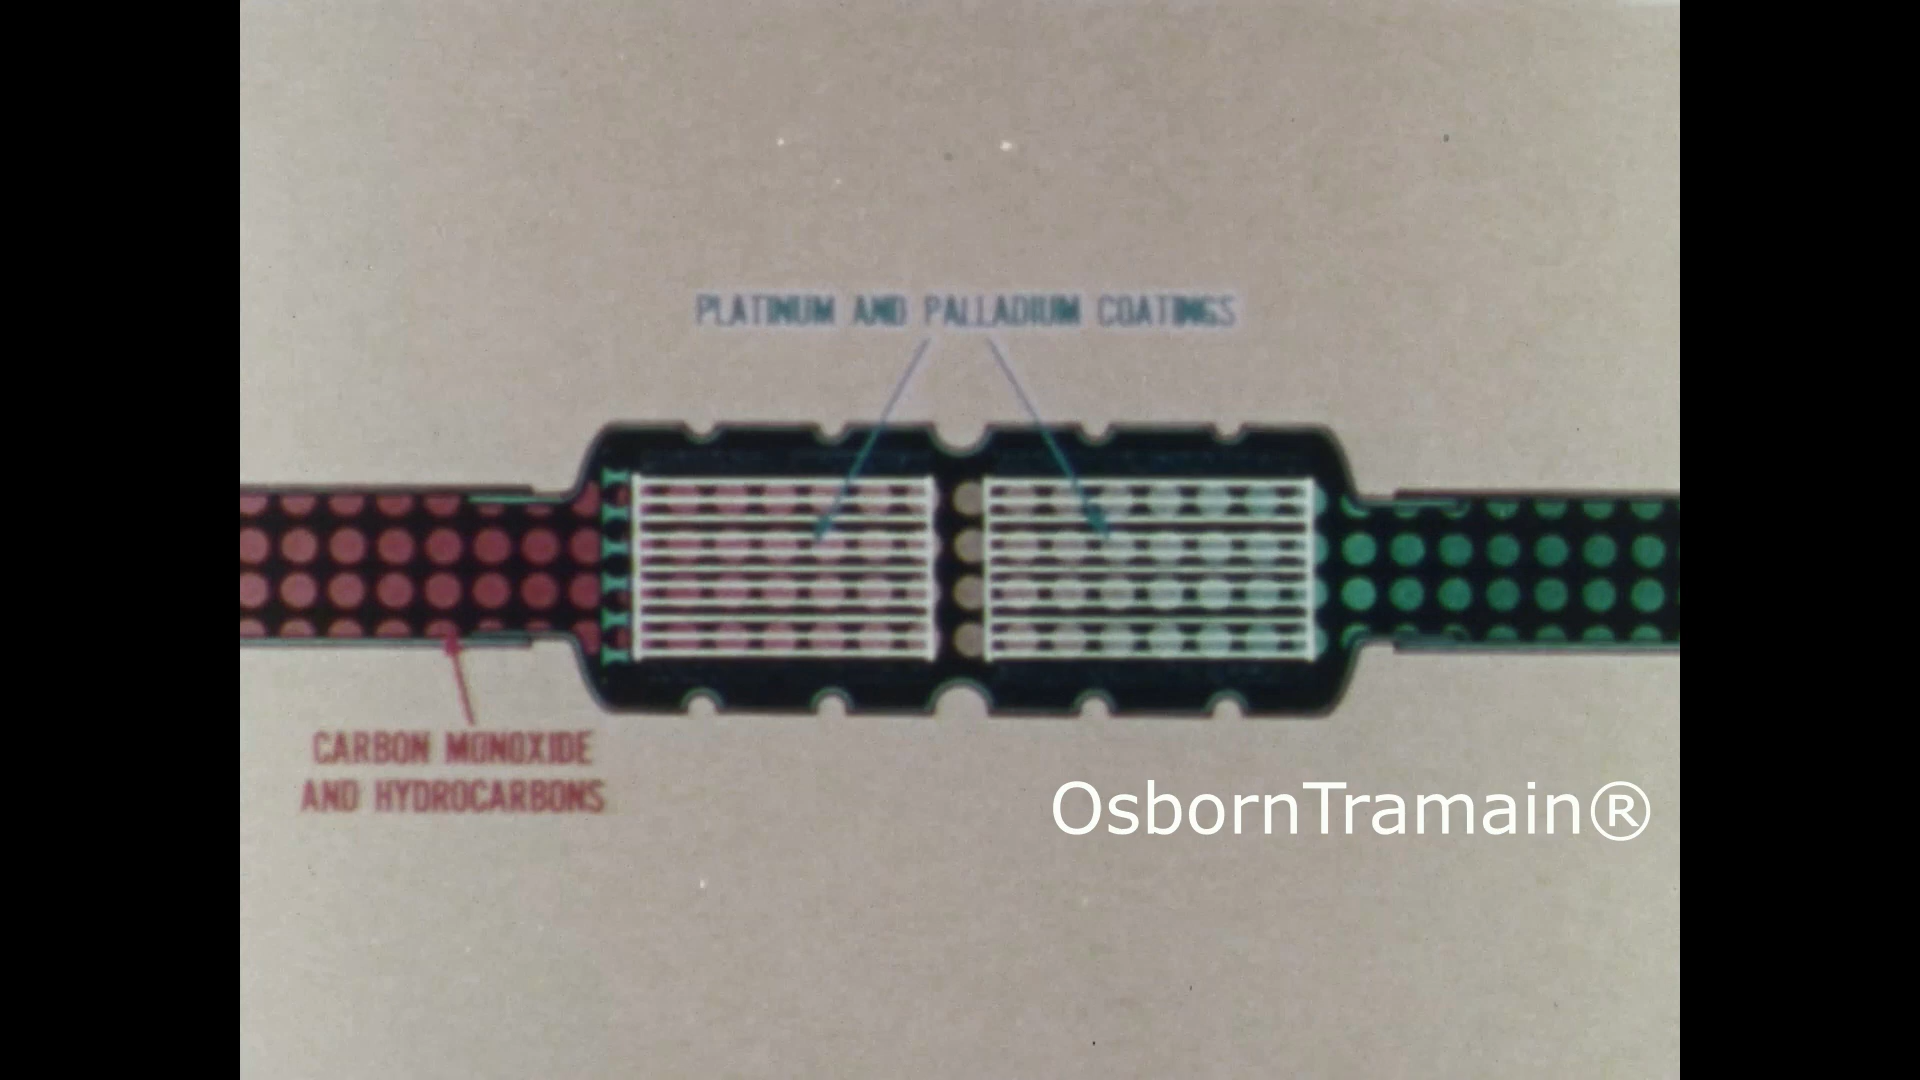 PLATINUM AND PALLADIUM COATINGS
CARBON MONOXIDE
AND HYDROCARBONS
OsbornTramain®